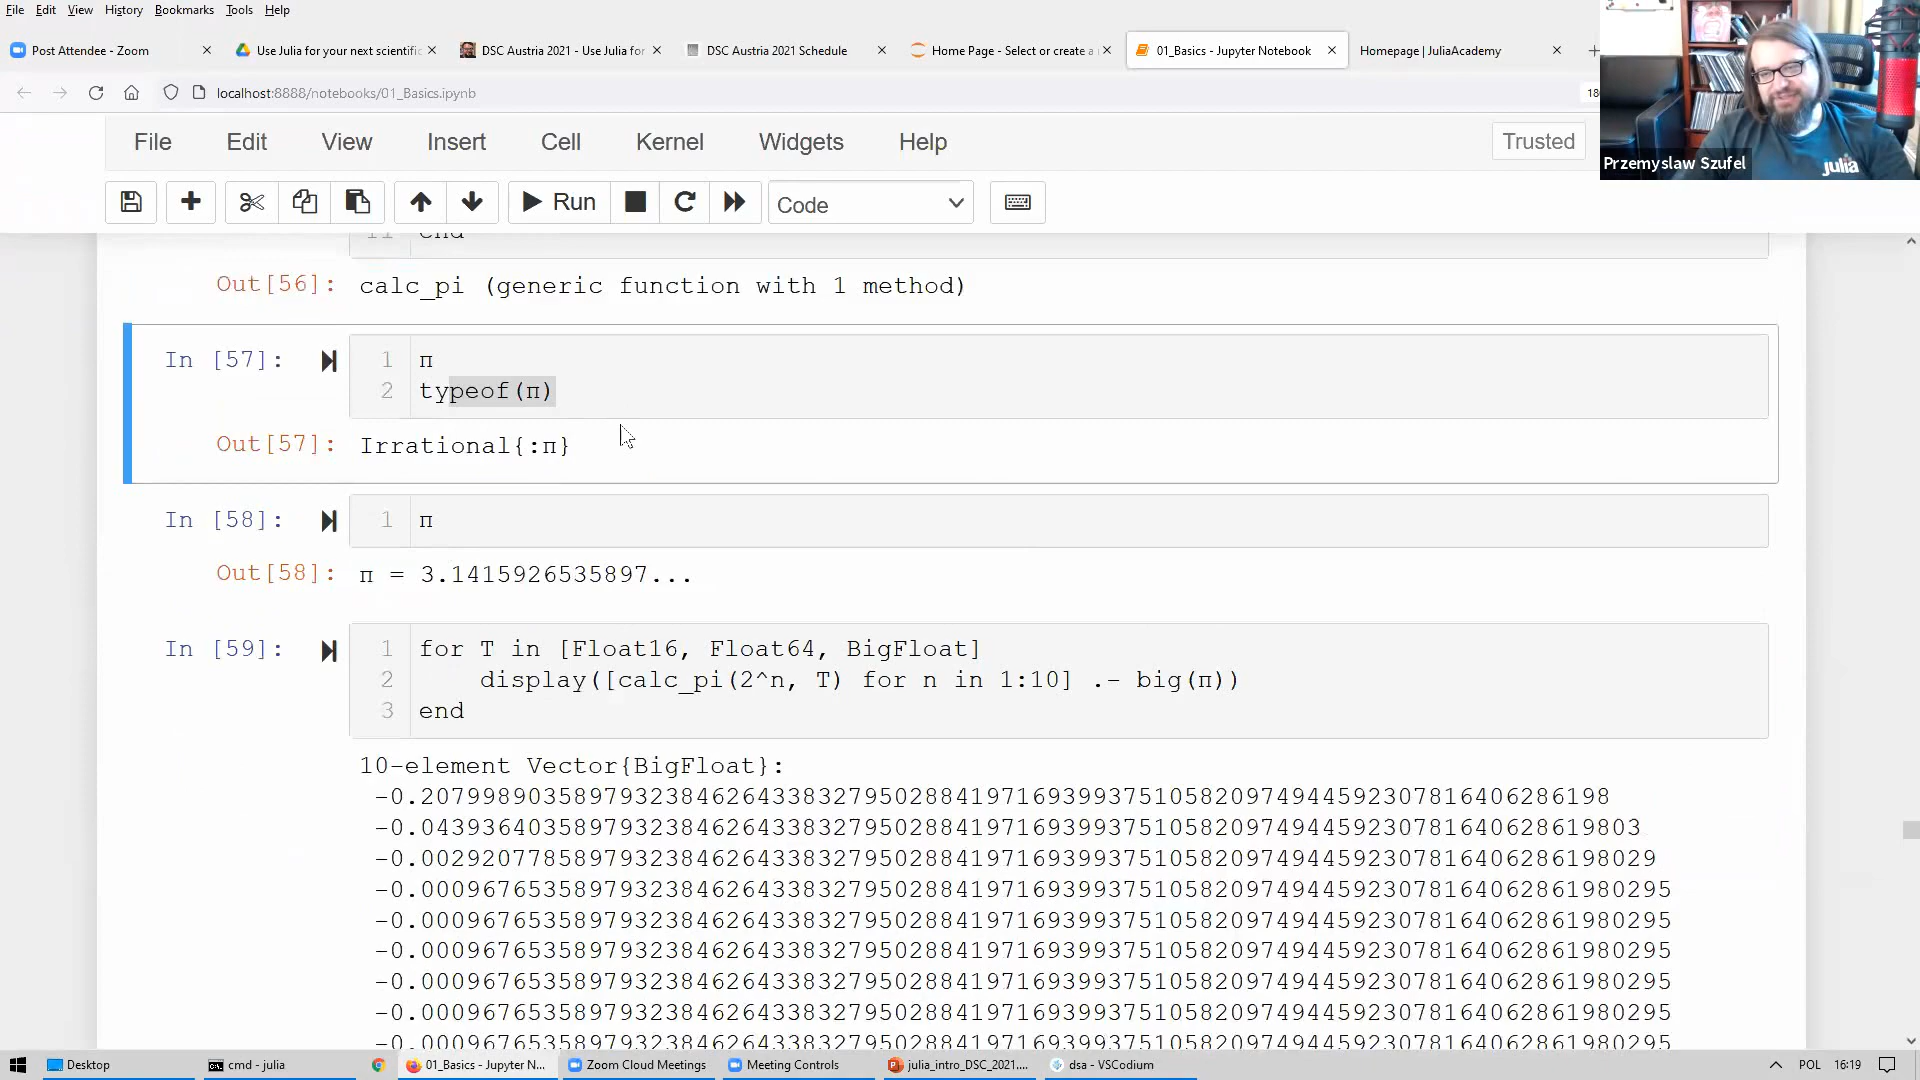 File Edit View History Bookmarks Tools Help
Post Attendee - Zoom
Use Julia for your next scientific
DSC Austria 2021 - Use Julia for
DSC Austria 2021 Schedule
Home Page - Select or create a
01_Basics - Jupyter Notebook
Homepage | JuliaAcademy
localhost:8888/notebooks/01_Basics.ipynb
File Edit View Insert Cell Kernel Widgets Help
Trusted
Przemyslaw Szufel
julia
Run
Code
11 end
Out[56]: calc_pi (generic function with 1 method)
In [57]: 1 π
2 typeof(π)
Out[57]: Irrational{:π}
In [58]: 1 π
Out[58]: π = 3.1415926535897...
In [59]: 1 for T in [Float16, Float64, BigFloat]
2 display([calc_pi(2^n, T) for n in 1:10] .- big(π))
3 end
10-element Vector{BigFloat}:
-0.207998903589793238462643383279502884197169399375105820974944592307816406286198
-0.04393640358979323846264338327950288419716939937510582097494459230781640628619803
-0.002920778589793238462643383279502884197169399375105820974944592307816406286198029
-0.0009676535897932384626433832795028841971693993751058209749445923078164062861980295
-0.0009676535897932384626433832795028841971693993751058209749445923078164062861980295
-0.0009676535897932384626433832795028841971693993751058209749445923078164062861980295
-0.0009676535897932384626433832795028841971693993751058209749445923078164062861980295
-0.0009676535897932384626433832795028841971693993751058209749445923078164062861980295
-0.0009676535897932384626433832795028841971693993751058209749445923078164062861980295
Desktop
cmd - julia
01_Basics - Jupyter N...
Zoom Cloud Meetings
Meeting Controls
julia_intro_DSC_2021....
dsa - VSCodium
POL
16:19